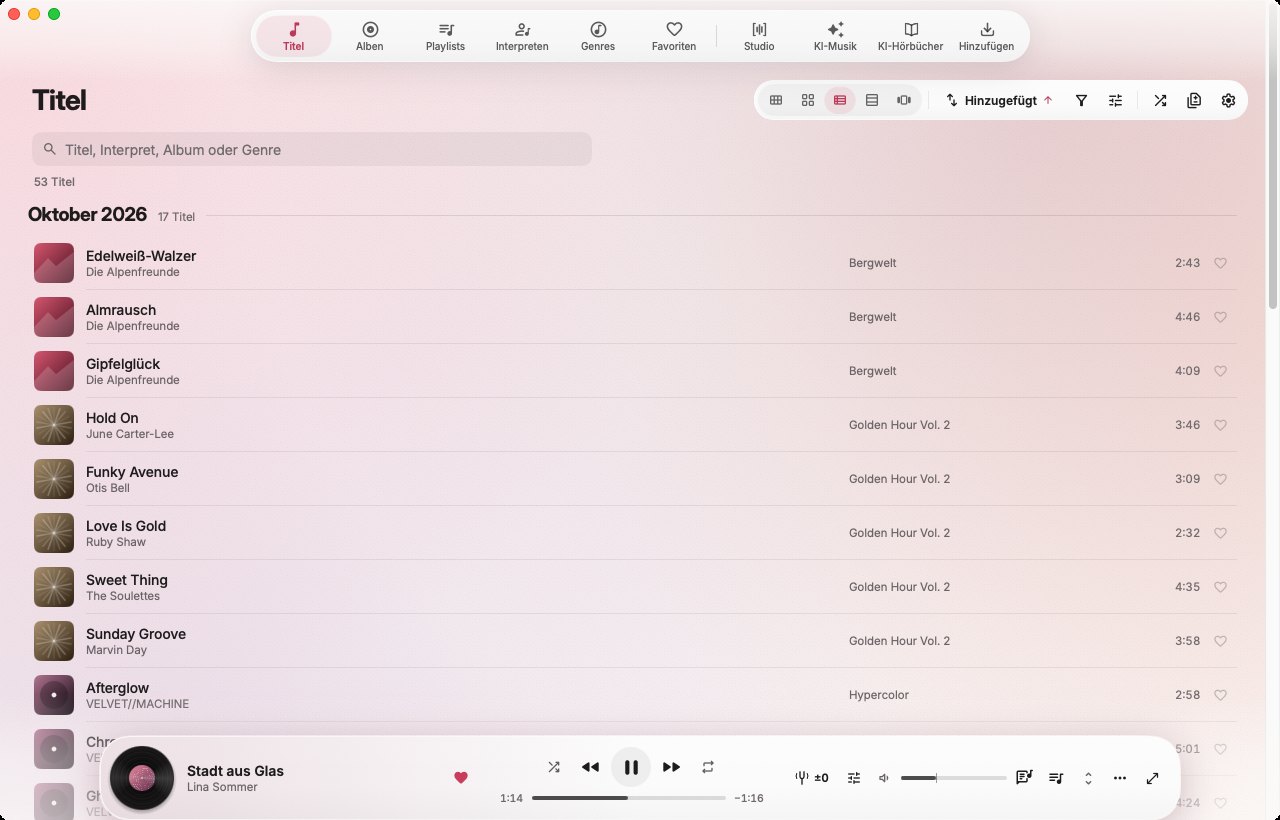 Titel
Alben
Playlists
Interpreten
Genres
Favoriten
Studio
KI-Musik
KI-Hörbücher
Hinzufügen
Titel
Hinzugefügt
Titel, Interpret, Album oder Genre
53 Titel
Oktober 2026 17 Titel
Edelweiß-Walzer
Die Alpenfreunde
Bergwelt
2:43
Almrausch
Die Alpenfreunde
Bergwelt
4:46
Gipfelglück
Die Alpenfreunde
Bergwelt
4:09
Hold On
June Carter-Lee
Golden Hour Vol. 2
3:46
Funky Avenue
Otis Bell
Golden Hour Vol. 2
3:09
Love Is Gold
Ruby Shaw
Golden Hour Vol. 2
2:32
Sweet Thing
The Soulettes
Golden Hour Vol. 2
4:35
Sunday Groove
Marvin Day
Golden Hour Vol. 2
3:58
Afterglow
VELVET//MACHINE
Hypercolor
2:58
5:01
4:24
Stadt aus Glas
Lina Sommer
1:14
−1:16
±0